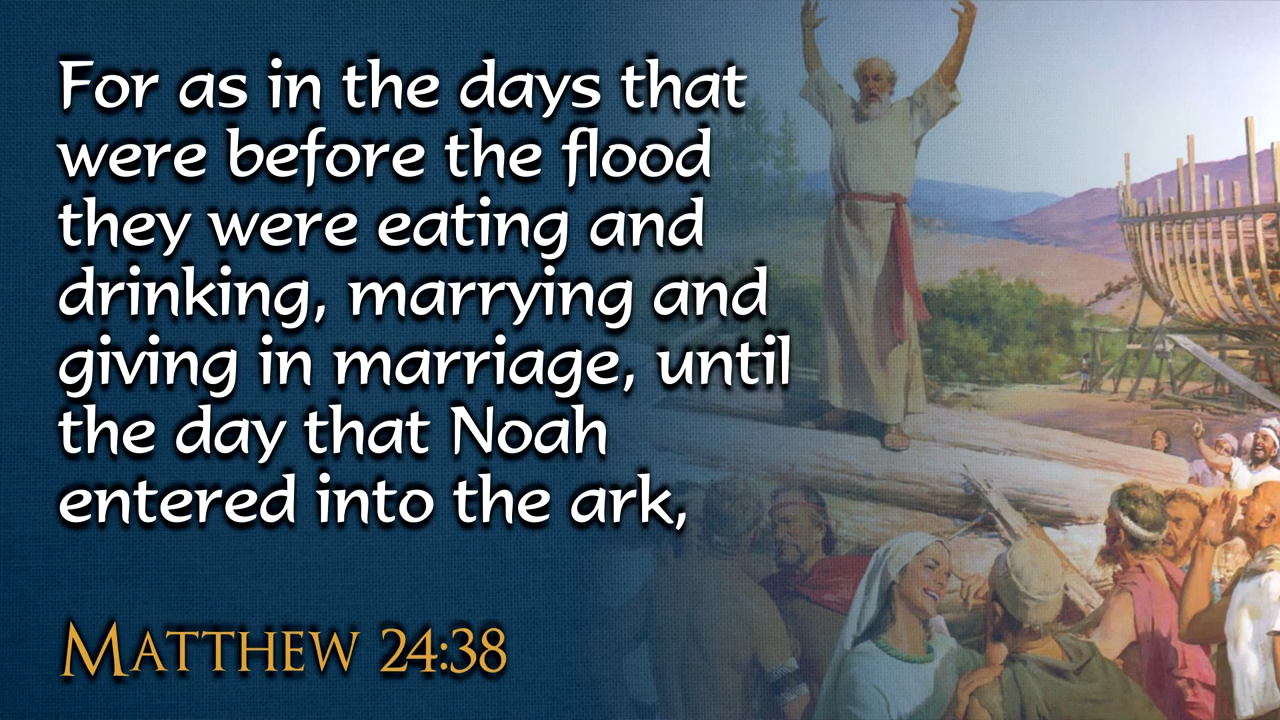 For as in the days that
were before the flood
they were eating and
drinking, marrying and
giving in marriage, until
the day that Noah
entered into the ark,
Matthew 24:38